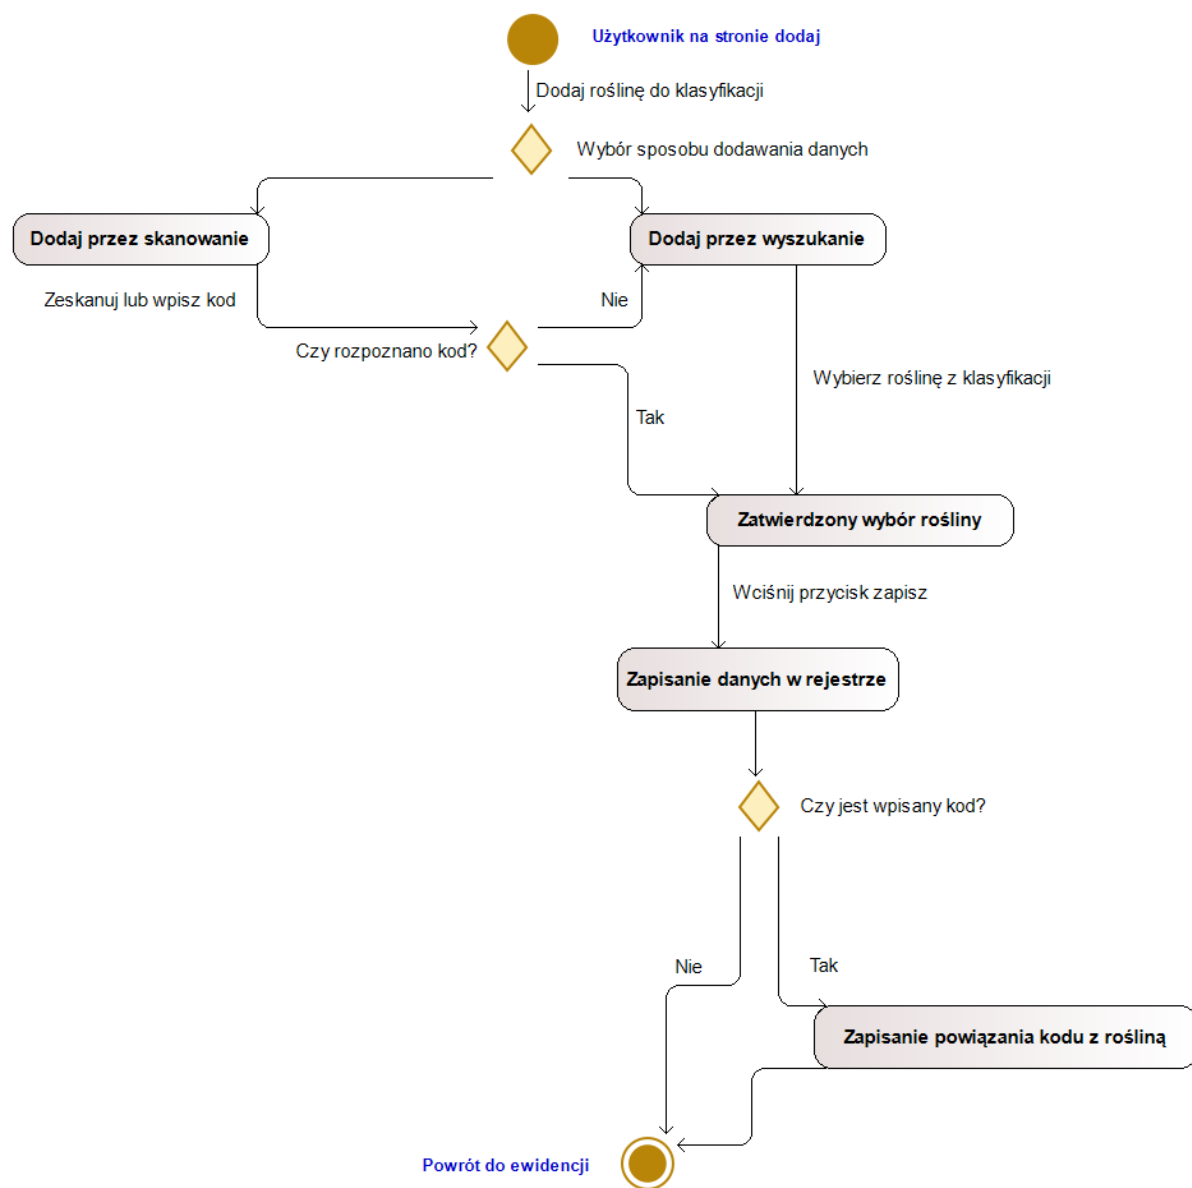 Użytkownik na stronie dodaj
Dodaj roślinę do klasyfikacji
Wybór sposobu dodawania danych
Dodaj przez skanowanie
Dodaj przez wyszukanie
Zeskanuj lub wpisz kod
Nie
Czy rozpoznano kod?
Wybierz roślinę z klasyfikacji
Tak
Zatwierdzony wybór rośliny
Wciśnij przycisk zapisz
Zapisanie danych w rejestrze
Czy jest wpisany kod?
Nie
Tak
Zapisanie powiązania kodu z rośliną
Powrót do ewidencji